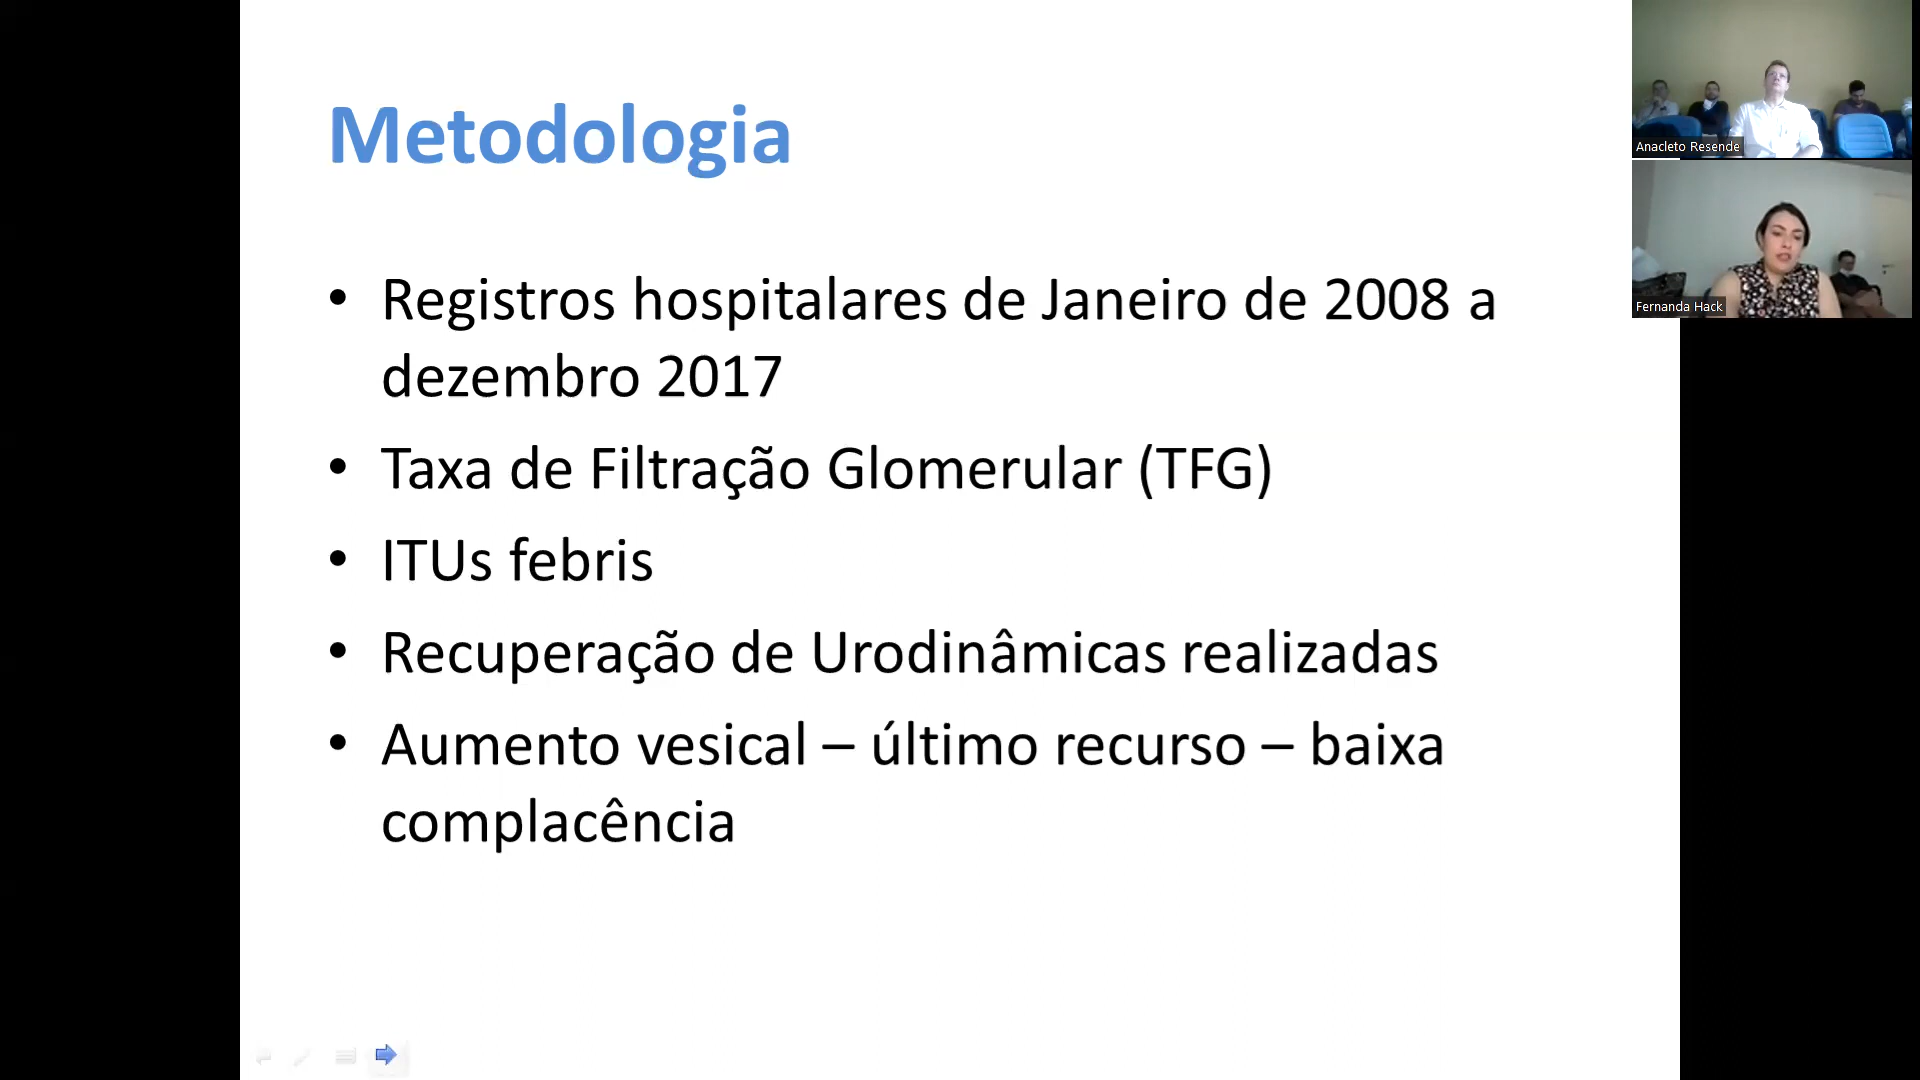 Metodologia
• Registros hospitalares de Janeiro de 2008 a
dezembro 2017
• Taxa de Filtração Glomerular (TFG)
• ITUs febris
• Recuperação de Urodinâmicas realizadas
• Aumento vesical – último recurso – baixa
complacência
Anacleto Resende
Fernanda Hack